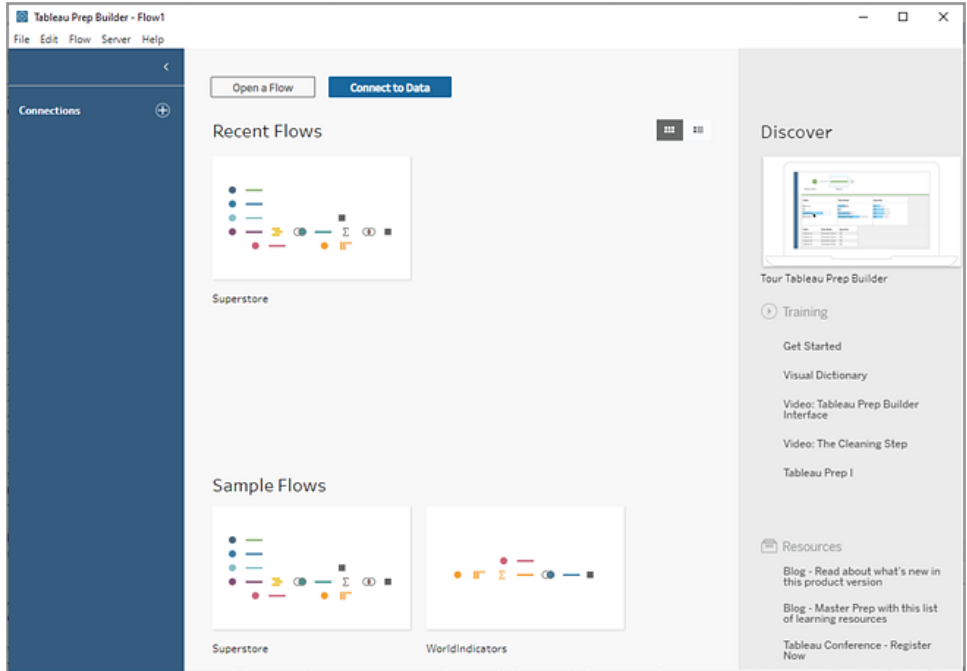 Tableau Prep Builder - Flow1
File Edit Flow Server Help
Connections
Open a Flow
Connect to Data
Recent Flows
Superstore
Sample Flows
Superstore
WorldIndicators
Discover
Tour Tableau Prep Builder
Training
Get Started
Visual Dictionary
Video: Tableau Prep Builder
Interface
Video: The Cleaning Step
Tableau Prep I
Resources
Blog - Read about what's new in
this product version
Blog - Master Prep with this list
of learning resources
Tableau Conference - Register
Now